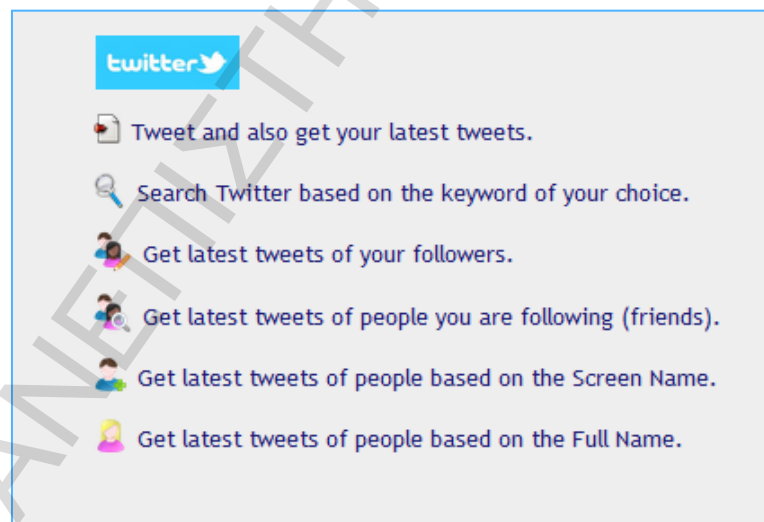 twitter
Tweet and also get your latest tweets.
Search Twitter based on the keyword of your choice.
Get latest tweets of your followers.
Get latest tweets of people you are following (friends).
Get latest tweets of people based on the Screen Name.
Get latest tweets of people based on the Full Name.
ΑΝΕΠΙΣΤΗ